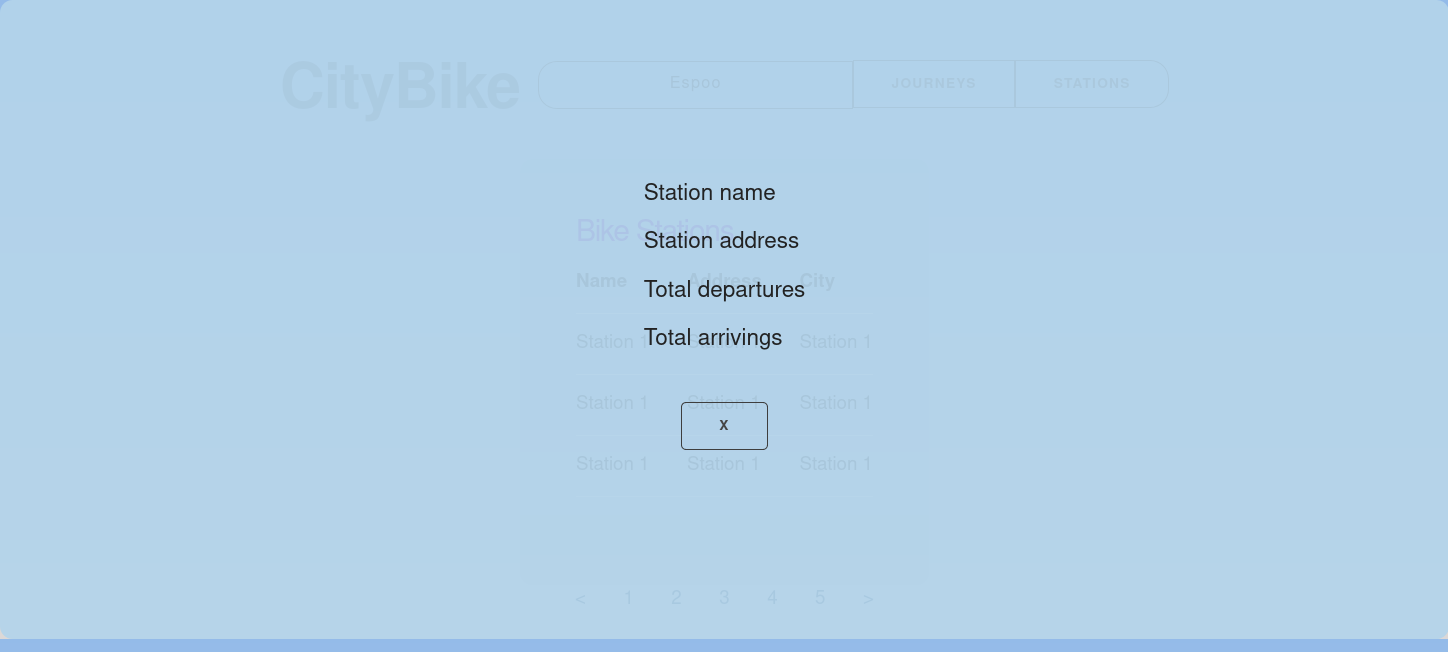 CityBike
Espoo JOURNEYS STATIONS
Station name
Bike Stations
Station address
Name Address City
Total departures
Total arrivings
Station 1 Station 1 Station 1
Station 1 Station 1 Station 1
X
Station 1 Station 1 Station 1
< 1 2 3 4 5 >